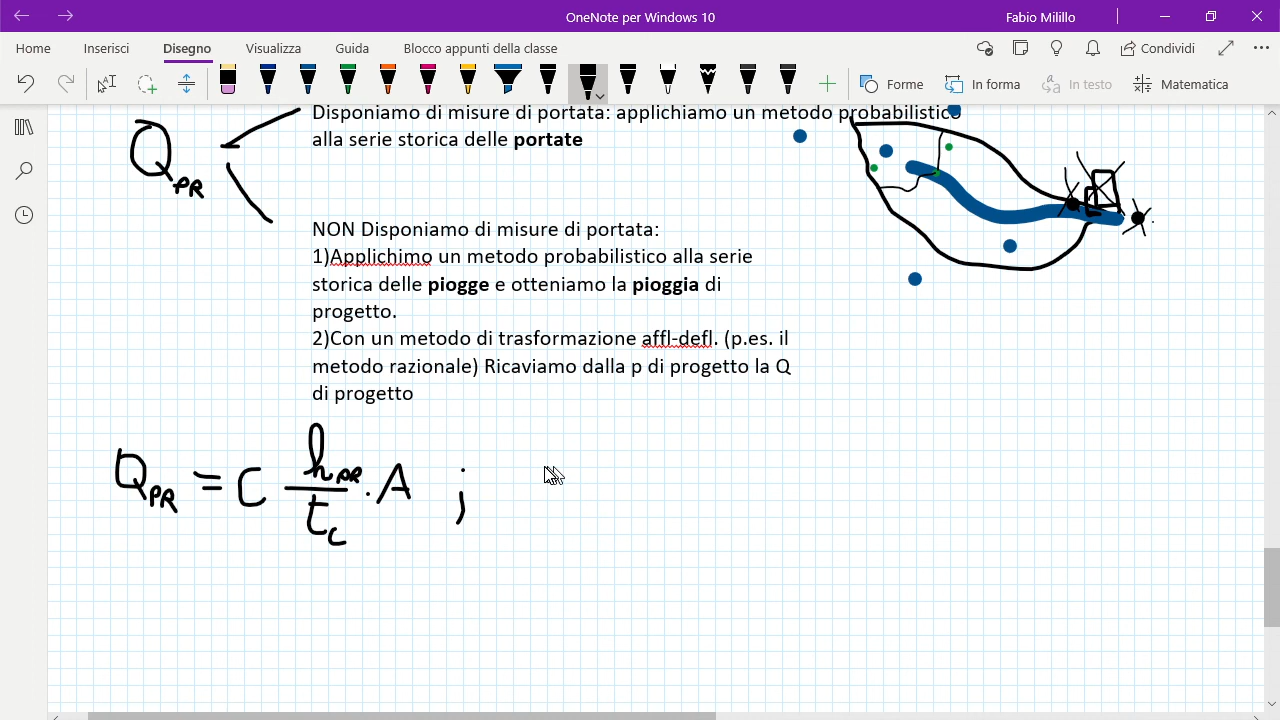 OneNote per Windows 10
Fabio Milillo
Home Inserisci Disegno Visualizza Guida Blocco appunti della classe
Condividi
Forme In forma In testo Matematica
Disponiamo di misure di portata: applichiamo un metodo probabilistico
alla serie storica delle portate
Q PR
NON Disponiamo di misure di portata:
1)Applichimo un metodo probabilistico alla serie
storica delle piogge e otteniamo la pioggia di
progetto.
2)Con un metodo di trasformazione affl-defl. (p.es. il
metodo razionale) Ricaviamo dalla p di progetto la Q
di progetto
Q PR = C h PR / t c · A ;